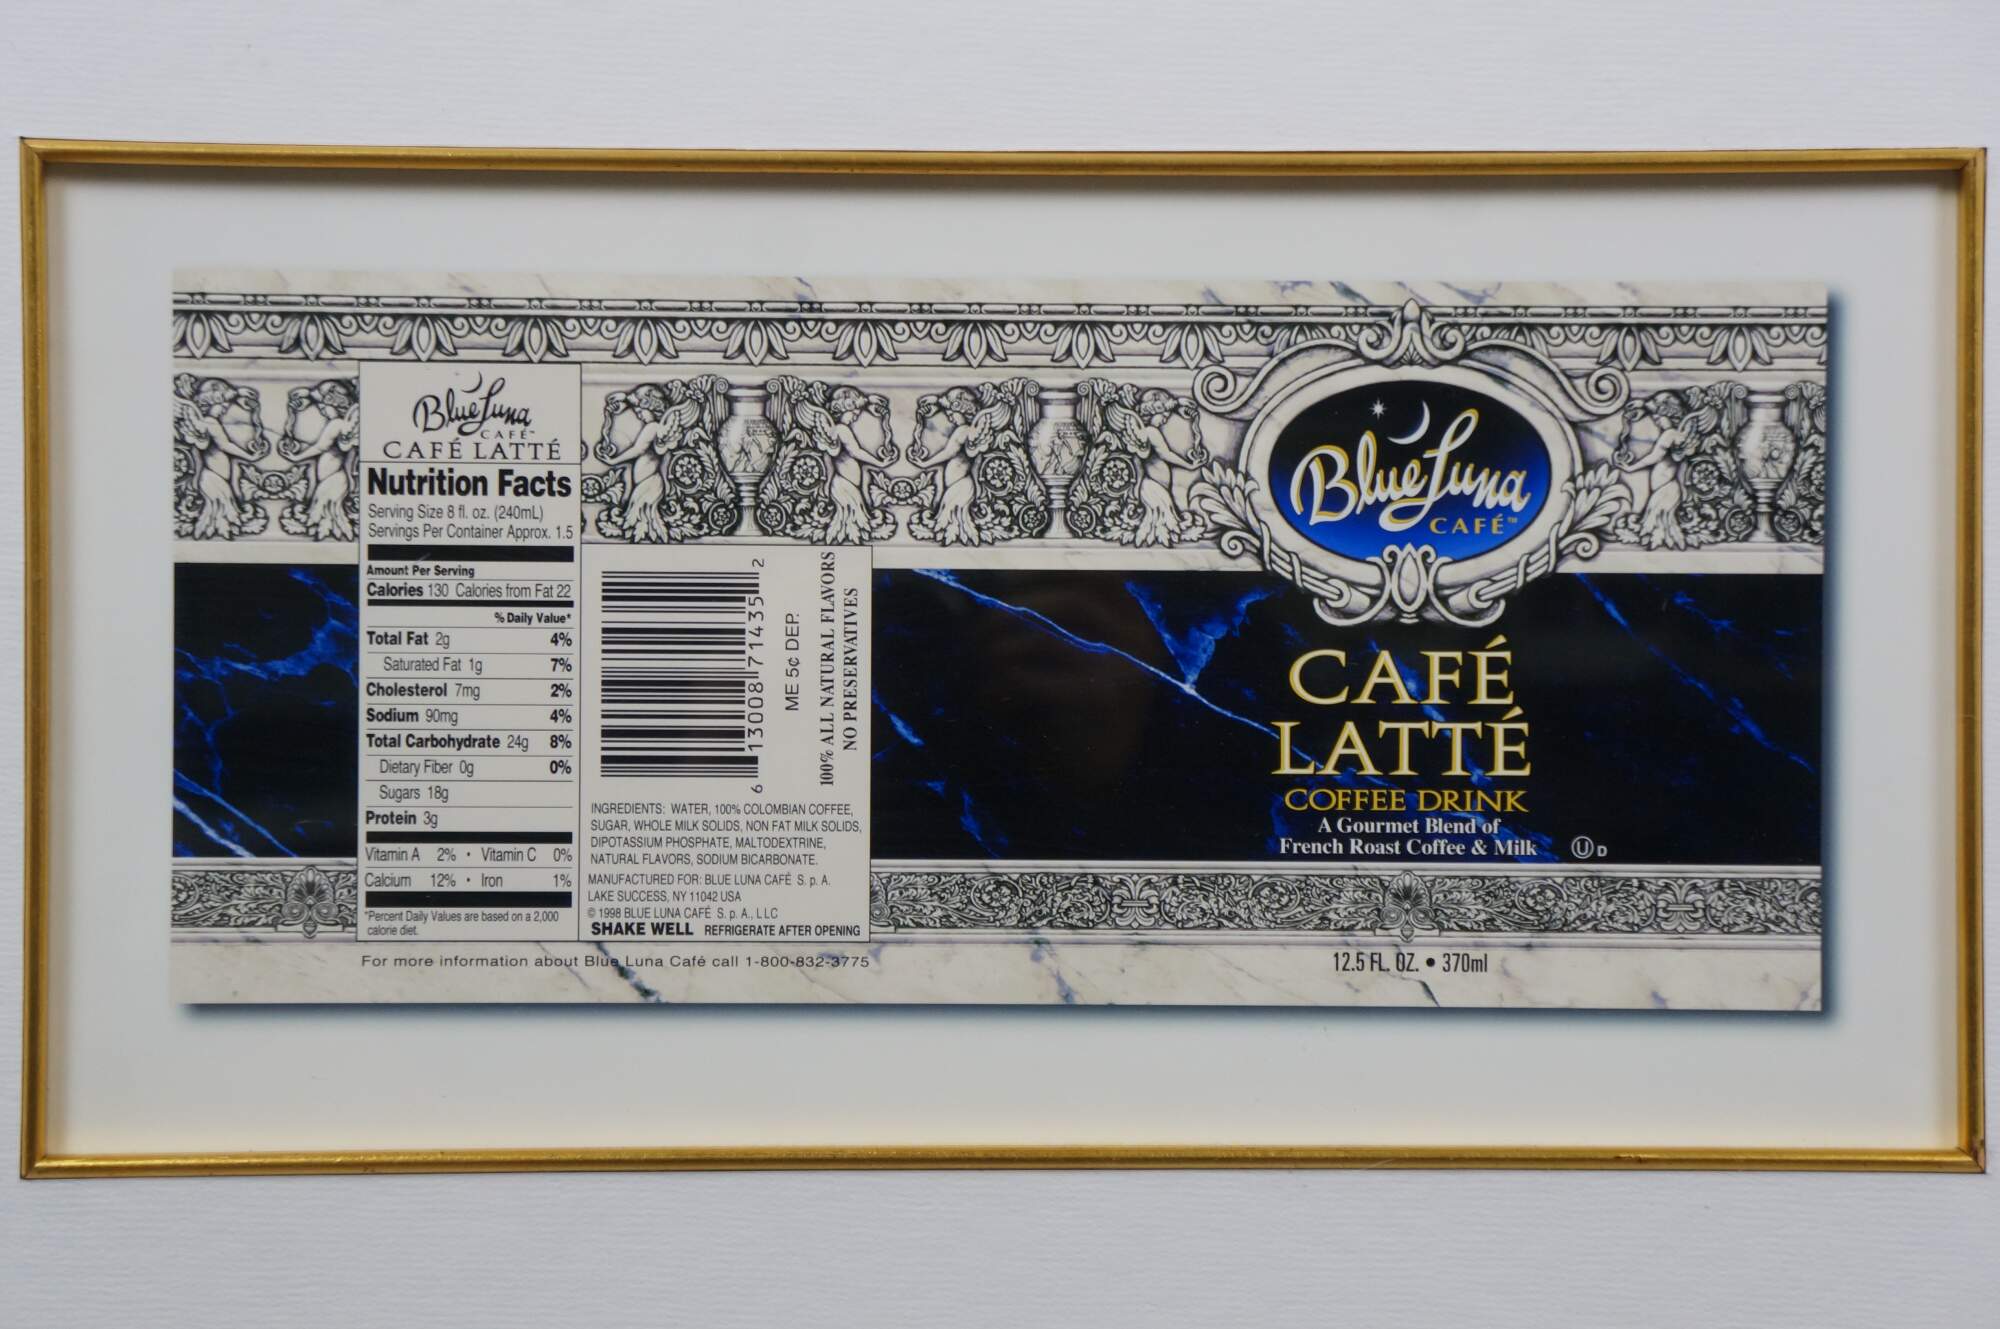 Blue Luna
CAFÉ™
CAFÉ LATTÉ
Nutrition Facts
Serving Size 8 fl. oz. (240mL)
Servings Per Container Approx. 1.5
Amount Per Serving
Calories 130 Calories from Fat 22
% Daily Value*
Total Fat 2g 4%
Saturated Fat 1g 7%
Cholesterol 7mg 2%
Sodium 90mg 4%
Total Carbohydrate 24g 8%
Dietary Fiber 0g 0%
Sugars 18g
Protein 3g
Vitamin A 2% • Vitamin C 0%
Calcium 12% • Iron 1%
*Percent Daily Values are based on a 2,000
calorie diet.
6 13008 71435 2
ME 5¢ DEP.
100% ALL NATURAL FLAVORS
NO PRESERVATIVES
INGREDIENTS: WATER, 100% COLOMBIAN COFFEE,
SUGAR, WHOLE MILK SOLIDS, NON FAT MILK SOLIDS,
DIPOTASSIUM PHOSPHATE, MALTODEXTRINE,
NATURAL FLAVORS, SODIUM BICARBONATE.
MANUFACTURED FOR: BLUE LUNA CAFÉ S. p. A.
LAKE SUCCESS, NY 11042 USA
© 1998 BLUE LUNA CAFÉ S. p. A., L L C
SHAKE WELL REFRIGERATE AFTER OPENING
For more information about Blue Luna Café call 1-800-832-3775
Blue Luna
CAFÉ™
CAFÉ
LATTÉ
COFFEE DRINK
A Gourmet Blend of
French Roast Coffee & Milk
Ⓤ D
12.5 FL. OZ. • 370ml